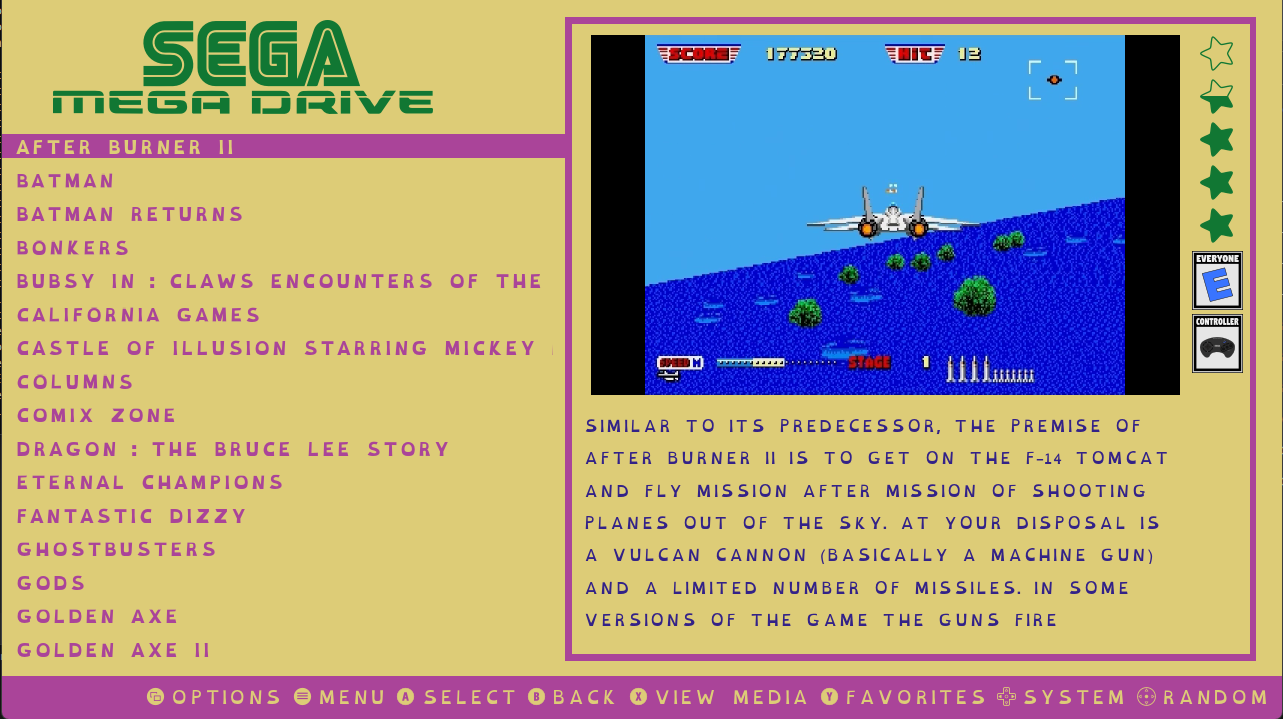 SEGA
MEGA DRIVE
AFTER BURNER II
BATMAN
BATMAN RETURNS
BONKERS
BUBSY IN : CLAWS ENCOUNTERS OF THE
CALIFORNIA GAMES
CASTLE OF ILLUSION STARRING MICKEY
COLUMNS
COMIX ZONE
DRAGON : THE BRUCE LEE STORY
ETERNAL CHAMPIONS
FANTASTIC DIZZY
GHOSTBUSTERS
GODS
GOLDEN AXE
GOLDEN AXE II
SCORE 177320 HIT 12
SPEED M STAGE 1
EVERYONE
E
CONTROLLER
SIMILAR TO ITS PREDECESSOR, THE PREMISE OF
AFTER BURNER II IS TO GET ON THE F-14 TOMCAT
AND FLY MISSION AFTER MISSION OF SHOOTING
PLANES OUT OF THE SKY. AT YOUR DISPOSAL IS
A VULCAN CANNON (BASICALLY A MACHINE GUN)
AND A LIMITED NUMBER OF MISSILES. IN SOME
VERSIONS OF THE GAME THE GUNS FIRE
OPTIONS MENU A SELECT B BACK X VIEW MEDIA Y FAVORITES SYSTEM RANDOM